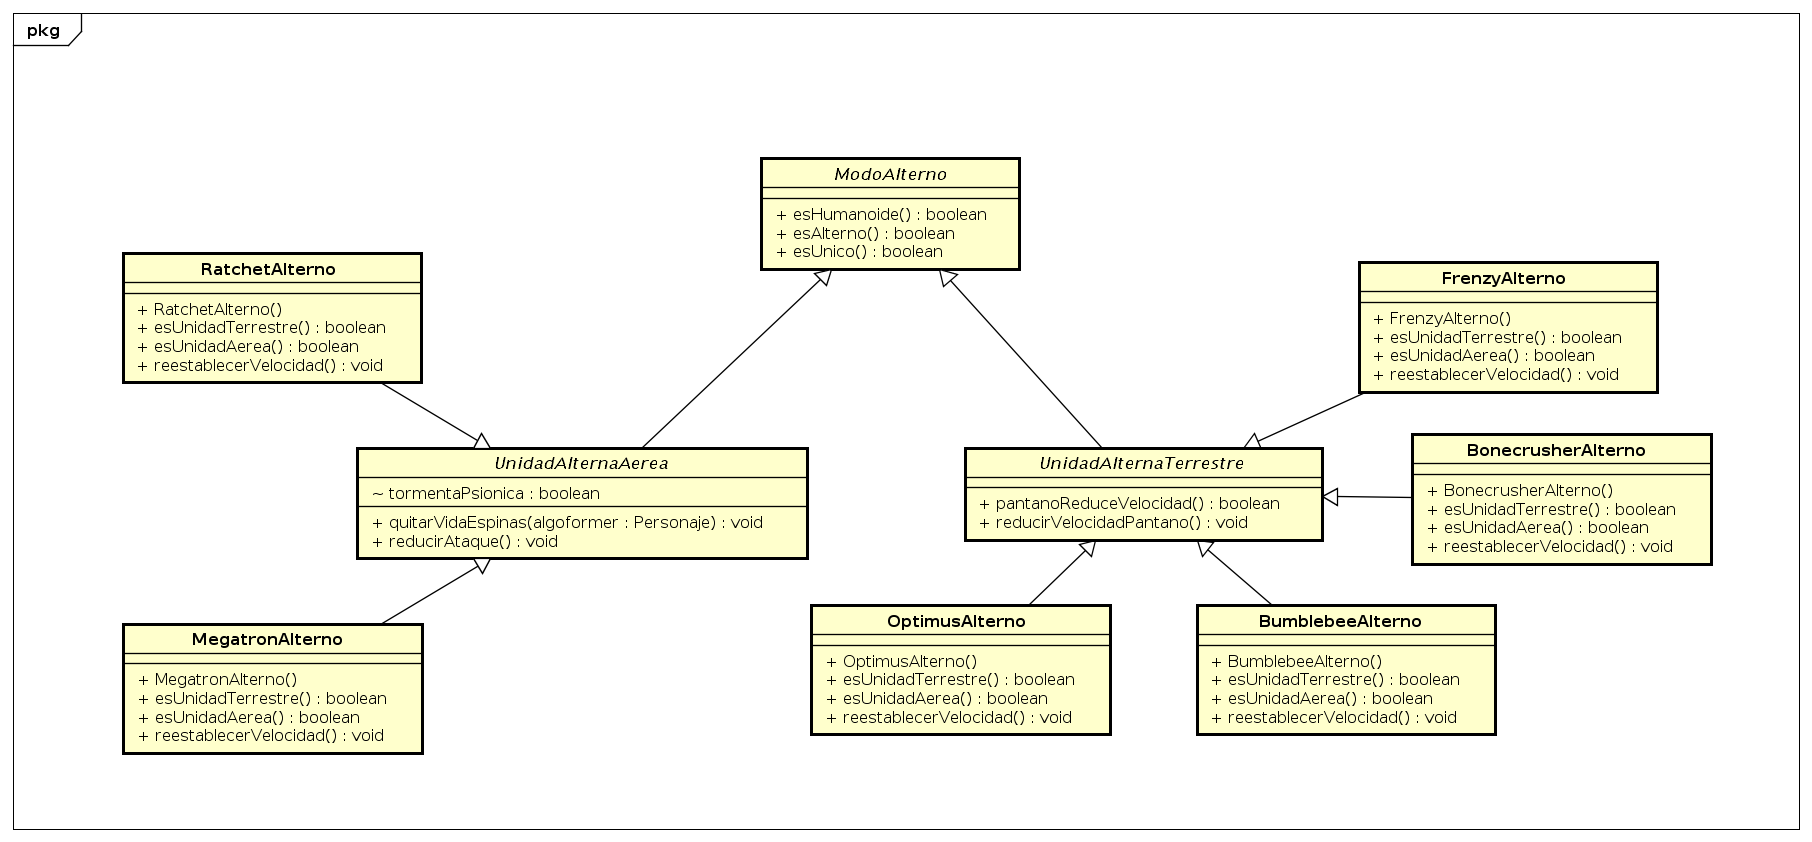 pkg
ModoAlterno
+ esHumanoide() : boolean
+ esAlterno() : boolean
+ esUnico() : boolean
RatchetAlterno
+ RatchetAlterno()
+ esUnidadTerrestre() : boolean
+ esUnidadAerea() : boolean
+ reestablecerVelocidad() : void
FrenzyAlterno
+ FrenzyAlterno()
+ esUnidadTerrestre() : boolean
+ esUnidadAerea() : boolean
+ reestablecerVelocidad() : void
UnidadAlternaAerea
~ tormentaPsionica : boolean
+ quitarVidaEspinas(algoformer : Personaje) : void
+ reducirAtaque() : void
UnidadAlternaTerrestre
+ pantanoReduceVelocidad() : boolean
+ reducirVelocidadPantano() : void
BonecrusherAlterno
+ BonecrusherAlterno()
+ esUnidadTerrestre() : boolean
+ esUnidadAerea() : boolean
+ reestablecerVelocidad() : void
MegatronAlterno
+ MegatronAlterno()
+ esUnidadTerrestre() : boolean
+ esUnidadAerea() : boolean
+ reestablecerVelocidad() : void
OptimusAlterno
+ OptimusAlterno()
+ esUnidadTerrestre() : boolean
+ esUnidadAerea() : boolean
+ reestablecerVelocidad() : void
BumblebeeAlterno
+ BumblebeeAlterno()
+ esUnidadTerrestre() : boolean
+ esUnidadAerea() : boolean
+ reestablecerVelocidad() : void